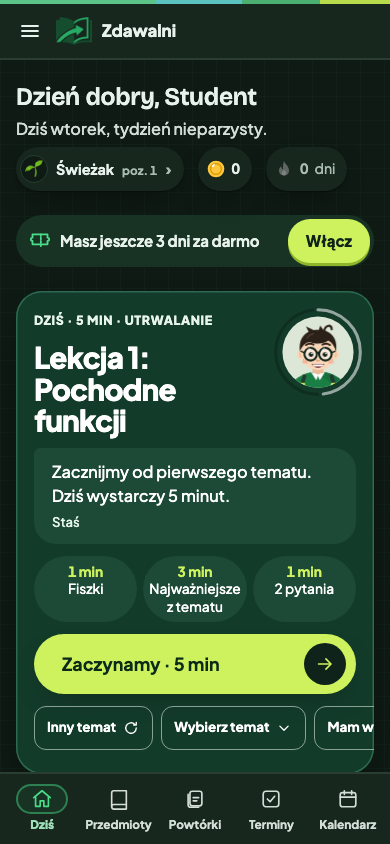 Zdawalni
Dzień dobry, Student
Dziś wtorek, tydzień nieparzysty.
Świeżak poz. 1 ›
0
0 dni
Masz jeszcze 3 dni za darmo
Włącz
DZIŚ · 5 MIN · UTRWALANIE
Lekcja 1:
Pochodne
funkcji
Zacznijmy od pierwszego tematu.
Dziś wystarczy 5 minut.
Staś
1 min
Fiszki
3 min
Najważniejsze
z tematu
1 min
2 pytania
Zaczynamy · 5 min
Inny temat
Wybierz temat
Mam w
Dziś
Przedmioty
Powtórki
Terminy
Kalendarz